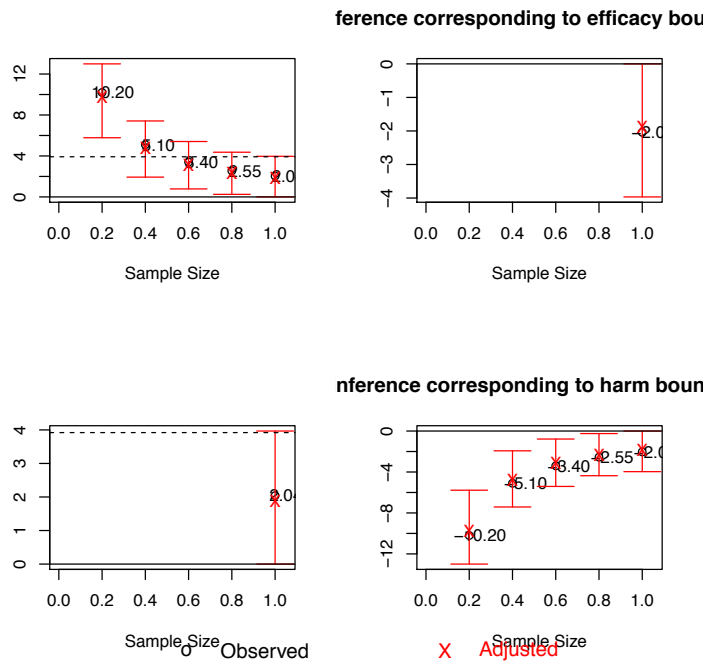 ference corresponding to efficacy bou
12
8
4
0
10.20
5.10
3.40
2.55
2.0
0.0 0.2 0.4 0.6 0.8 1.0
Sample Size
0
−1
−2
−3
−4
−2.0
0.0 0.2 0.4 0.6 0.8 1.0
Sample Size
nference corresponding to harm boun
4
3
2
1
0
2.04
0.0 0.2 0.4 0.6 0.8 1.0
Sample Size
0
−4
−8
−12
−10.20
−5.10
−3.40
−2.55
−2.0
0.0 0.2 0.4 0.6 0.8 1.0
Sample Size
o Observed X Adjusted